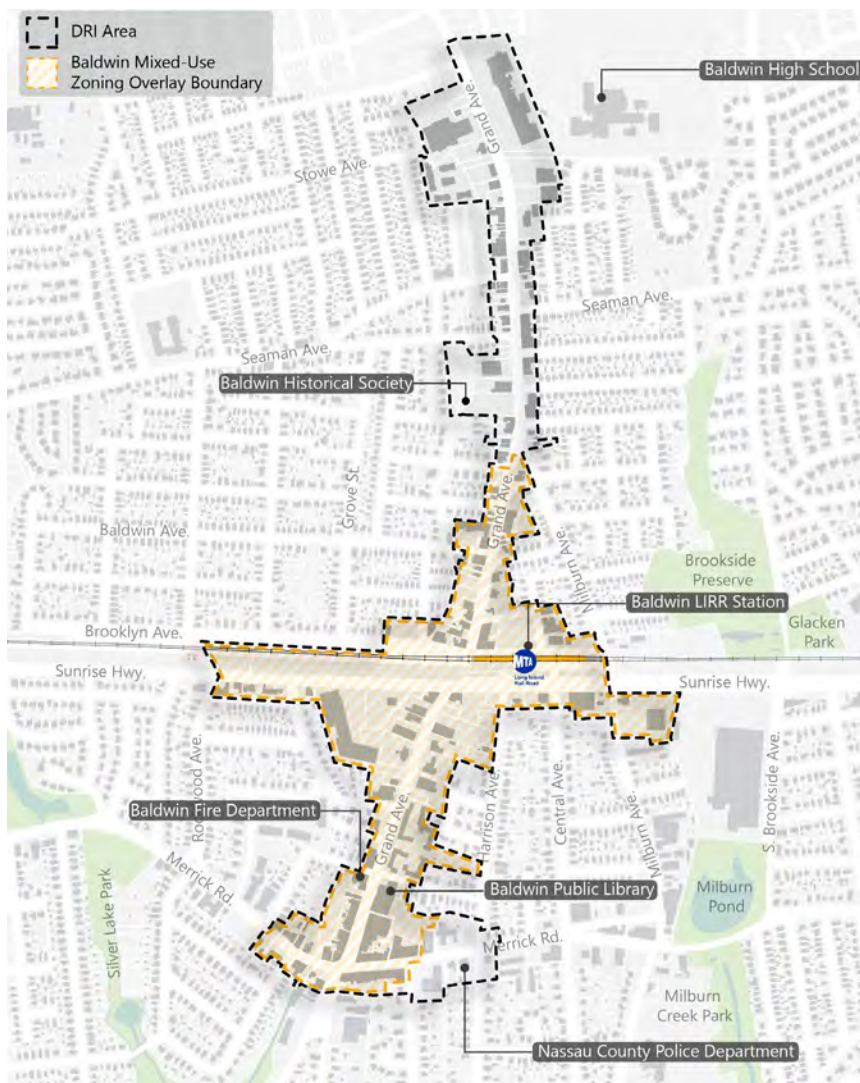 DRI Area
Baldwin Mixed-Use
Zoning Overlay Boundary
Baldwin High School
Grand Ave.
Stowe Ave.
Seaman Ave.
Seaman Ave.
Baldwin Historical Society
Grove St.
Grand Ave.
Baldwin Ave.
Milburn Ave.
Brookside
Preserve
Baldwin LIRR Station
Glacken
Park
Brooklyn Ave.
MTA
Long Island
Rail Road
Sunrise Hwy.
Sunrise Hwy.
Rockwood Ave.
Baldwin Fire Department
Grand Ave.
Harrison Ave.
Central Ave.
Milburn Ave.
S. Brookside Ave.
Merrick Rd.
Baldwin Public Library
Milburn
Pond
Silver Lake Park
Merrick Rd.
Milburn
Creek Park
Nassau County Police Department